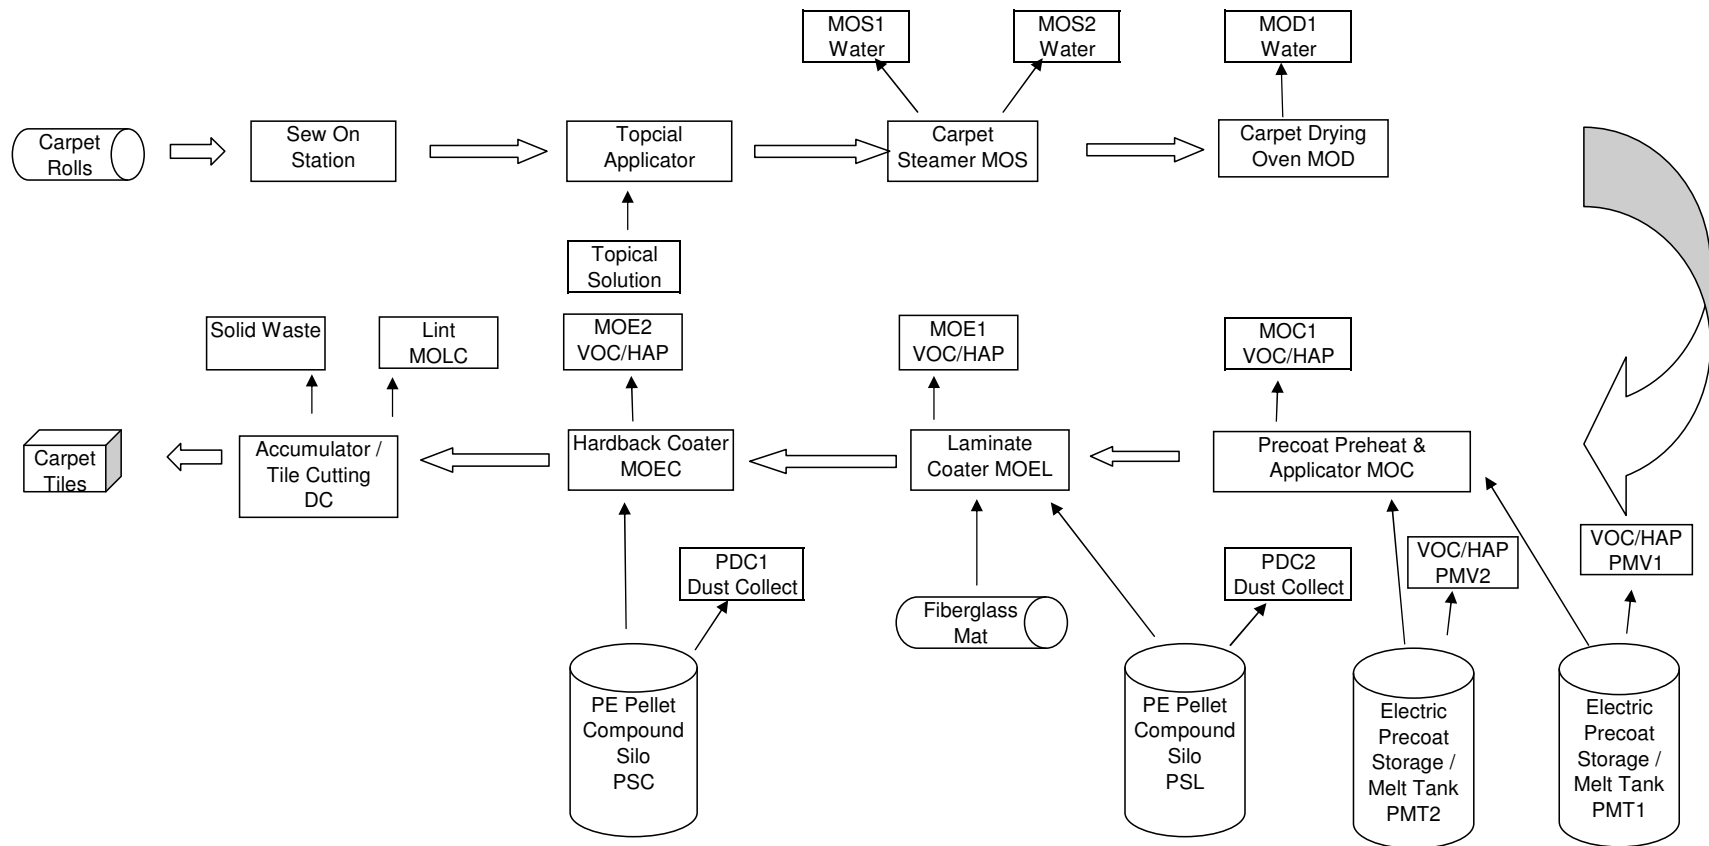 MOS1
Water
MOS2
Water
MOD1
Water
Carpet
Rolls
Sew On
Station
Topcial
Applicator
Carpet
Steamer MOS
Carpet Drying
Oven MOD
Topical
Solution
Solid Waste
Lint
MOLC
MOE2
VOC/HAP
MOE1
VOC/HAP
MOC1
VOC/HAP
Carpet
Tiles
Accumulator /
Tile Cutting
DC
Hardback Coater
MOEC
Laminate
Coater MOEL
Precoat Preheat &
Applicator MOC
PDC1
Dust Collect
Fiberglass
Mat
PDC2
Dust Collect
VOC/HAP
PMV2
VOC/HAP
PMV1
PE Pellet
Compound
Silo
PSC
PE Pellet
Compound
Silo
PSL
Electric
Precoat
Storage /
Melt Tank
PMT2
Electric
Precoat
Storage /
Melt Tank
PMT1